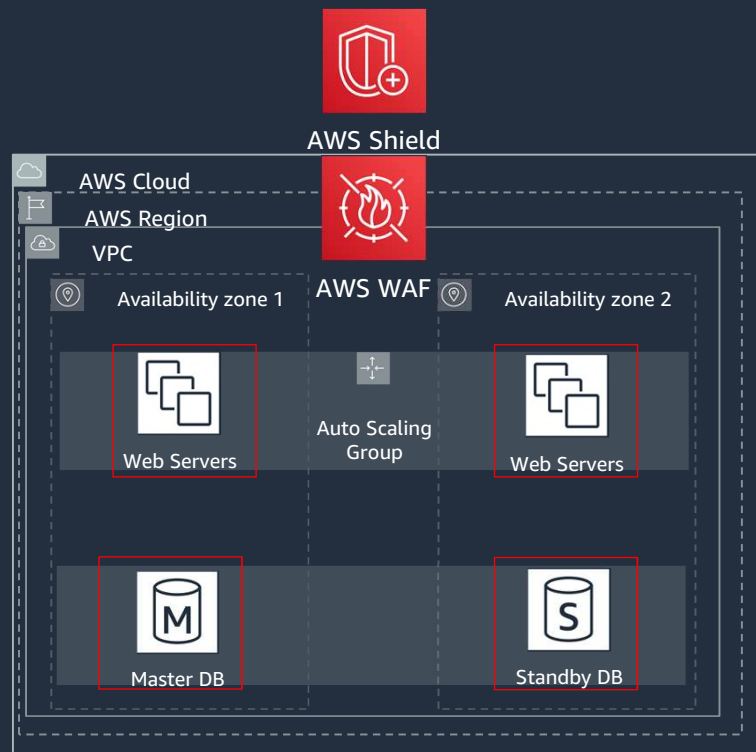 AWS Shield
AWS Cloud
AWS Region
VPC
AWS WAF
Availability zone 1
Availability zone 2
Auto Scaling
Group
Web Servers
Web Servers
M
S
Master DB
Standby DB